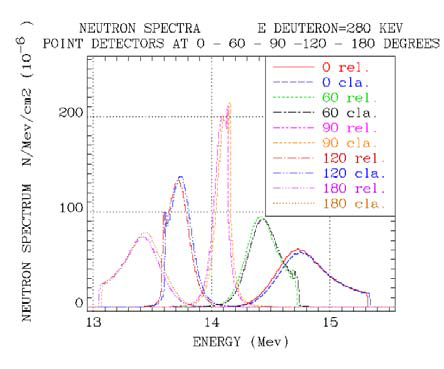 NEUTRON SPECTRA E DEUTERON=280 KEV
POINT DETECTORS AT 0 - 60 - 90 -120 - 180 DEGREES
NEUTRON SPECTRUM N/Mev/cm2 (10-6 )
200
100
0
0 rel.
0 cla.
60 rel.
60 cla.
90 rel.
90 cla.
120 rel.
120 cla.
180 rel.
180 cla.
13 14 15
ENERGY (Mev)